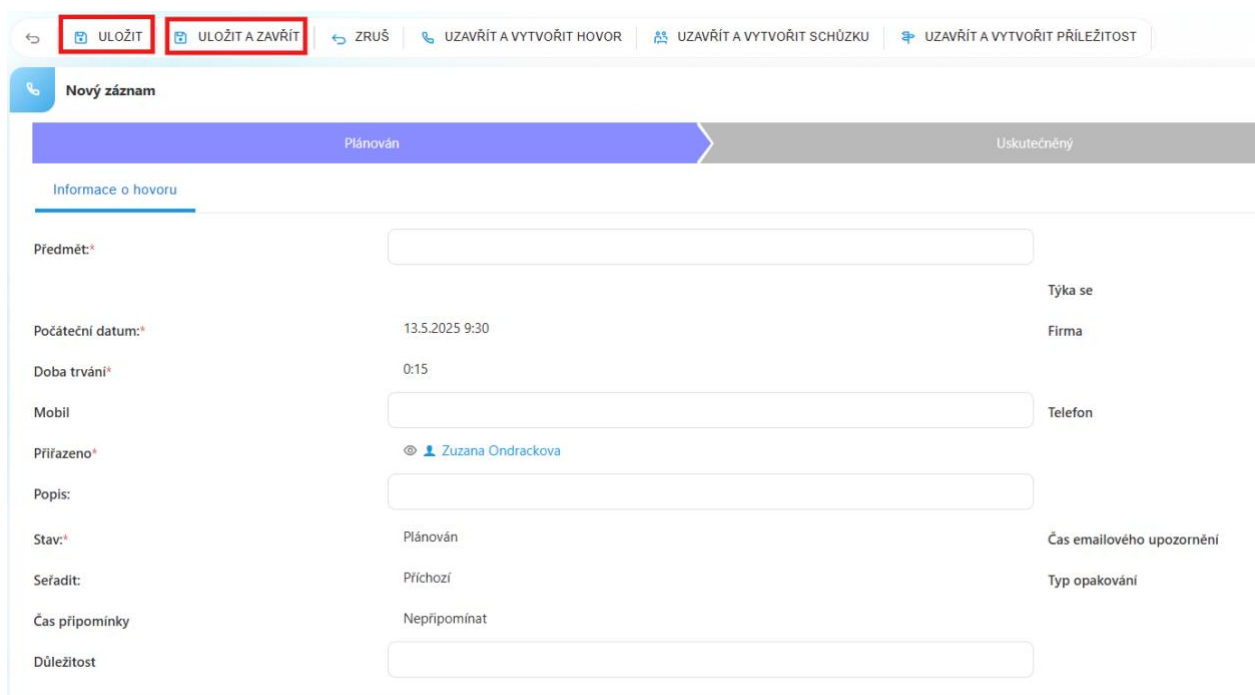 ULOŽIT ULOŽIT A ZAVŘÍT ZRUŠ UZAVŘÍT A VYTVOŘIT HOVOR UZAVŘÍT A VYTVOŘIT SCHŮZKU UZAVŘÍT A VYTVOŘIT PŘÍLEŽITOST
Nový záznam
Plánován Uskutečněný
Informace o hovoru
Předmět:*
Týka se
Počáteční datum:* 13.5.2025 9:30 Firma
Doba trvání* 0:15
Mobil Telefon
Přiřazeno* Zuzana Ondrackova
Popis:
Stav:* Plánován Čas emailového upozornění
Seřadit: Příchozí Typ opakování
Čas připomínky Nepřipomínat
Důležitost